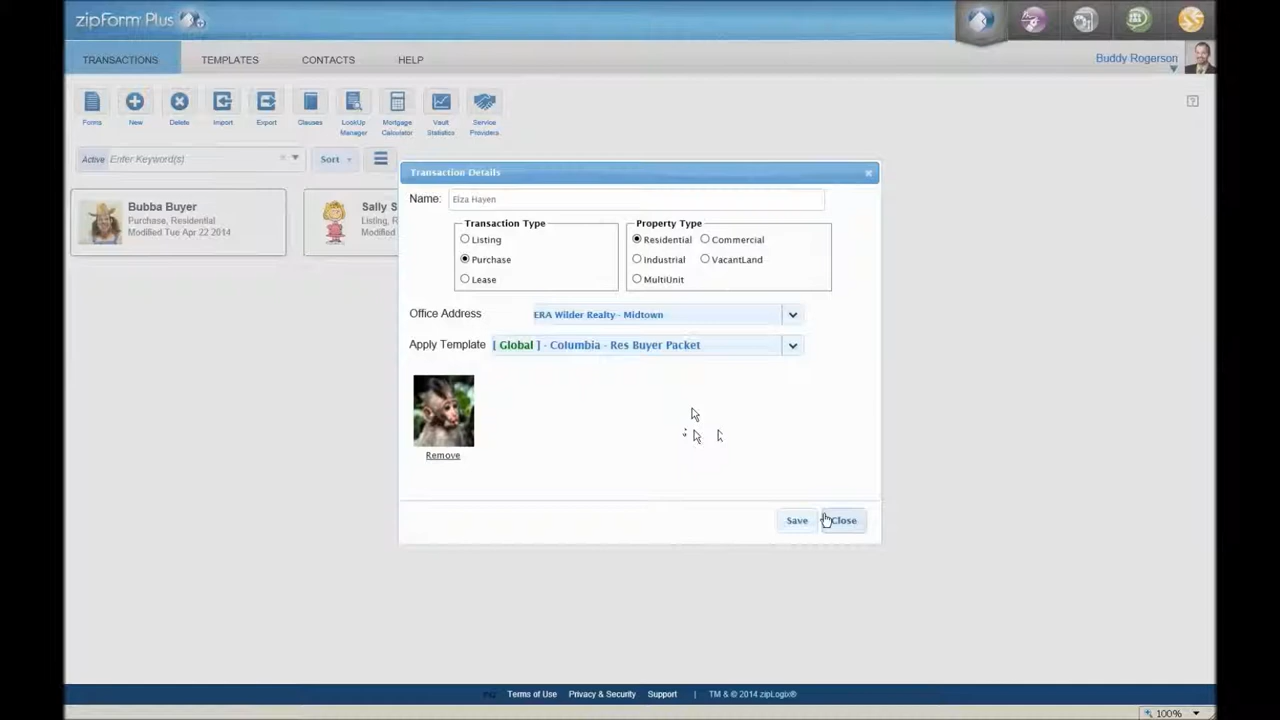 zipForm Plus
TRANSACTIONS TEMPLATES CONTACTS HELP
Buddy Rogerson
Forms New Delete Import Export Clauses LookUp Manager Mortgage Calculator Vault Statistics Service Providers
Active Enter Keyword(s) Sort
Bubba Buyer
Purchase, Residential
Modified Tue Apr 22 2014
Sally S
Listing, R
Modified
Transaction Details
Name: Elza Hayen
Transaction Type
Listing
Purchase
Lease
Property Type
Residential Commercial
Industrial VacantLand
MultiUnit
Office Address ERA Wilder Realty - Midtown
Apply Template [ Global ] - Columbia - Res Buyer Packet
Remove
Save Close
Terms of Use Privacy & Security Support | TM & © 2014 zipLogix®
100%